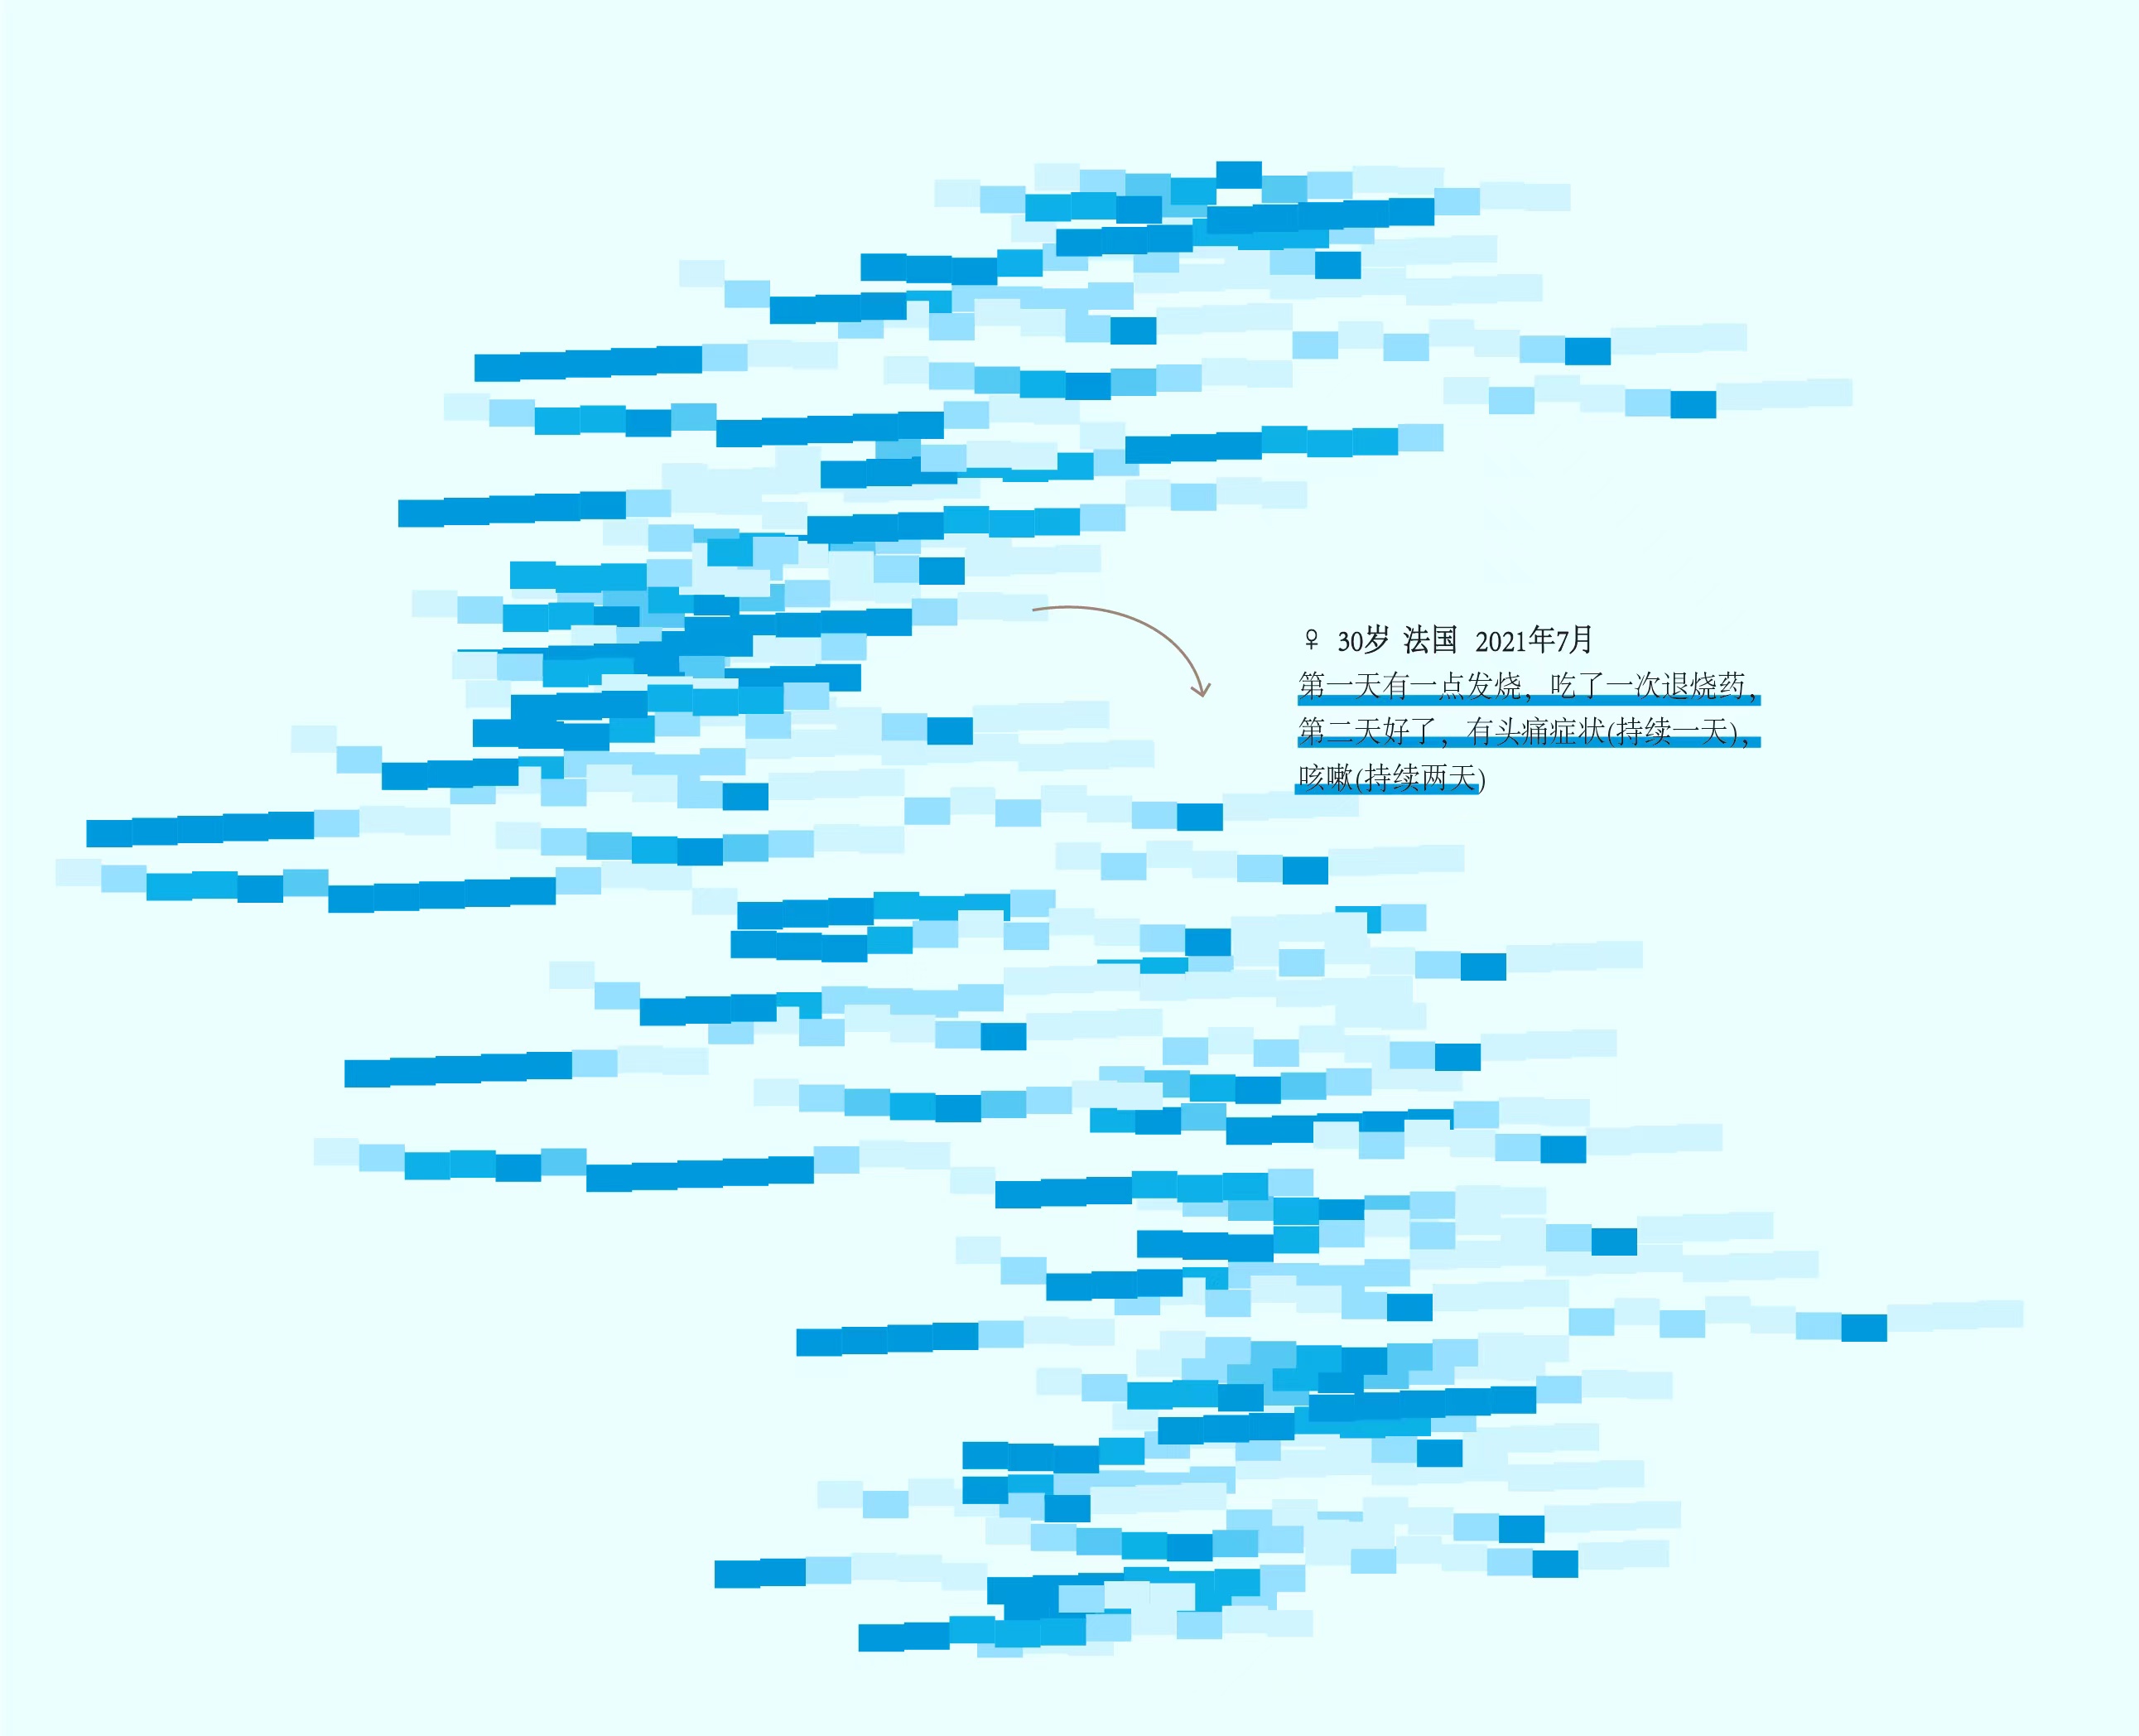 ♀ 30岁 法国 2021年7月
第一天有一点发烧，吃了一次退烧药，
第二天好了，有头痛症状(持续一天)，
咳嗽(持续两天)